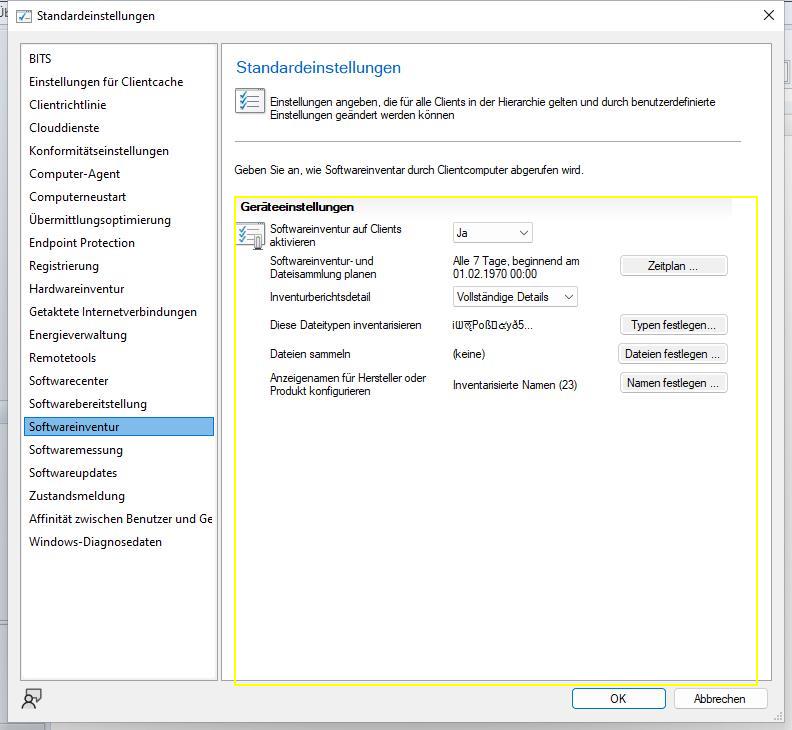 Standardeinstellungen
BITS
Einstellungen für Clientcache
Clientrichtlinie
Clouddienste
Konformitätseinstellungen
Computer-Agent
Computerneustart
Übermittlungsoptimierung
Endpoint Protection
Registrierung
Hardwareinventur
Getaktete Internetverbindungen
Energieverwaltung
Remotetools
Softwarecenter
Softwarebereitstellung
Softwareinventur
Softwaremessung
Softwareupdates
Zustandsmeldung
Affinität zwischen Benutzer und Ge
Windows-Diagnosedaten
Standardeinstellungen
Einstellungen angeben, die für alle Clients in der Hierarchie gelten und durch benutzerdefinierte
Einstellungen geändert werden können
Geben Sie an, wie Softwareinventar durch Clientcomputer abgerufen wird.
Geräteeinstellungen
Softwareinventur auf Clients
aktivieren
Ja
Softwareinventur- und
Dateisammlung planen
Alle 7 Tage, beginnend am
01.02.1970 00:00
Zeitplan ...
Inventurberichtsdetail
Vollständige Details
Diese Dateitypen inventarisieren
Typen festlegen...
Dateien sammeln
(keine)
Dateien festlegen ...
Anzeigenamen für Hersteller oder
Produkt konfigurieren
Inventarisierte Namen (23)
Namen festlegen ...
OK
Abbrechen